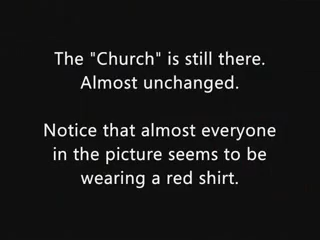 The "Church" is still there.
Almost unchanged.
Notice that almost everyone
in the picture seems to be
wearing a red shirt.